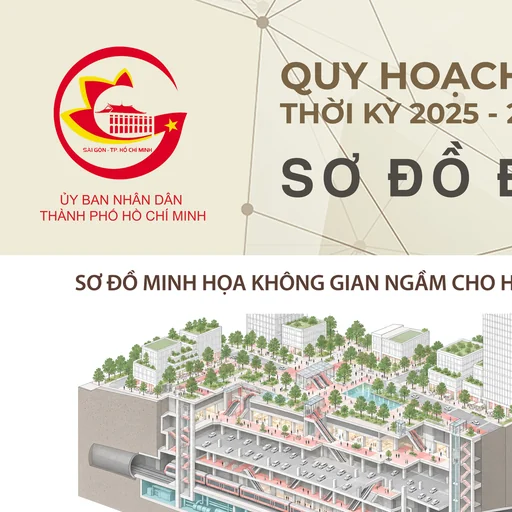 SÀI GÒN - TP. HỒ CHÍ MINH
ỦY BAN NHÂN DÂN
THÀNH PHỐ HỒ CHÍ MINH
QUY HOẠCH
THỜI KỲ 2025 - 2
SƠ ĐỒ Đ
SƠ ĐỒ MINH HỌA KHÔNG GIAN NGẦM CHO H